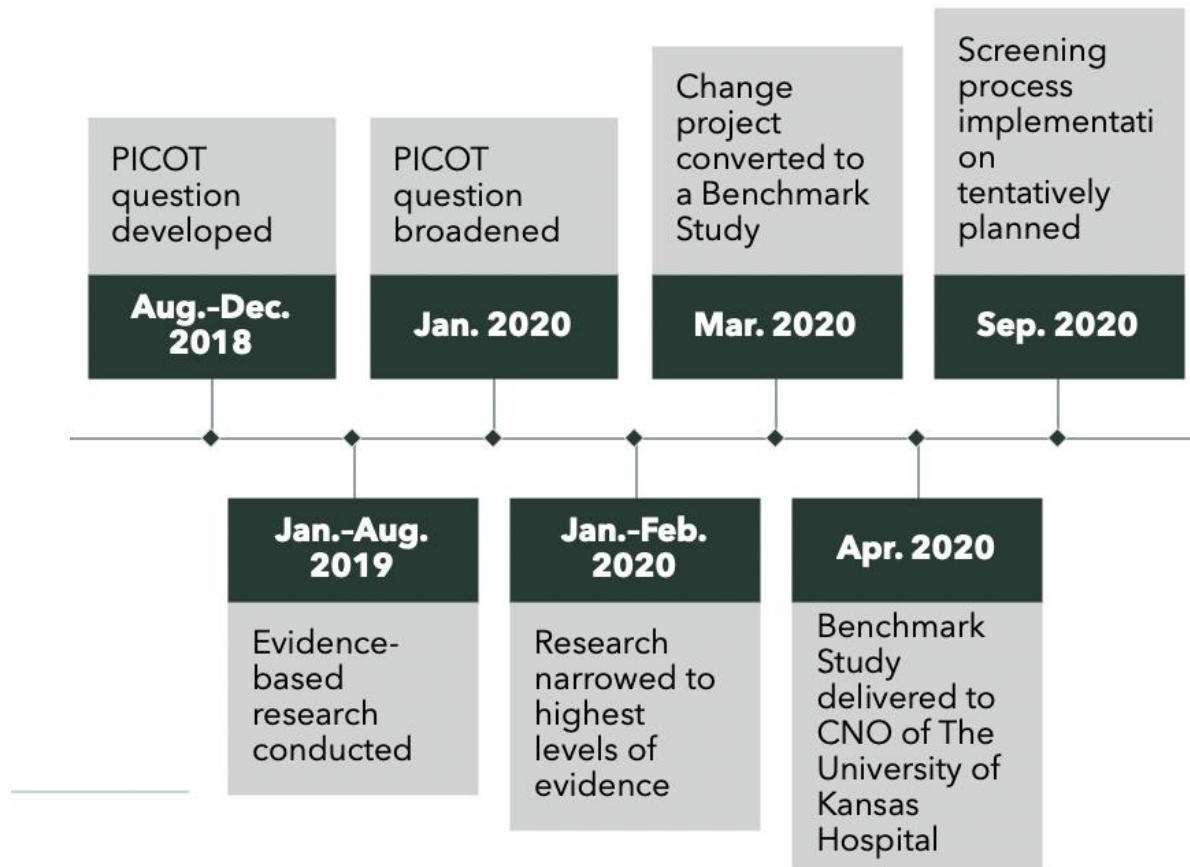 PICOT
question
developed
Aug.–Dec.
2018
Jan.–Aug.
2019
Evidence-
based
research
conducted
PICOT
question
broadened
Jan. 2020
Jan.–Feb.
2020
Research
narrowed to
highest
levels of
evidence
Change
project
converted to
a Benchmark
Study
Mar. 2020
Apr. 2020
Benchmark
Study
delivered to
CNO of The
University of
Kansas
Hospital
Screening
process
implementati
on
tentatively
planned
Sep. 2020